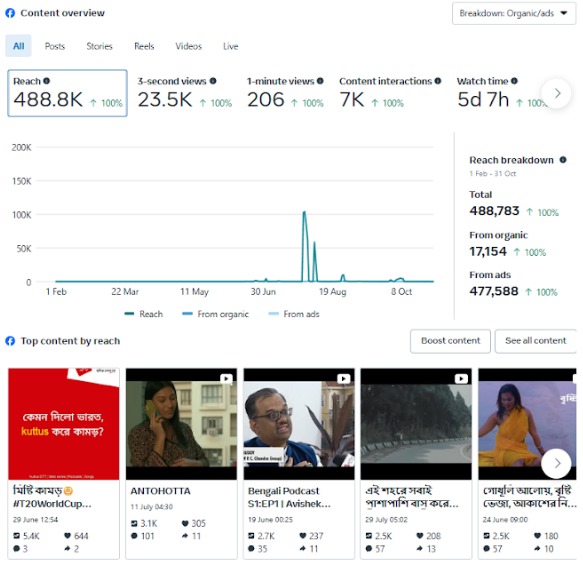 Content overview
Breakdown: Organic/ads
All Posts Stories Reels Videos Live
Reach 3-second views 1-minute views Content interactions Watch time
488.8K 100% 23.5K 100% 206 100% 7K 100% 5d 7h 100%
200K
150K
100K
50K
0
1 Feb 22 Mar 11 May 30 Jun 19 Aug 8 Oct
Reach From organic From ads
Reach breakdown
1 Feb - 31 Oct
Total
488,783 100%
From organic
17,154 100%
From ads
477,588 100%
Top content by reach
Boost content See all content
কেমন দিলো ভারত,
kuttus করে কামড়?
মিষ্টি কামড়😋
#T20WorldCup...
29 June 12:54
5.4K 644
3 2
ANTOHOTTA
11 July 04:30
3.1K 305
101 11
Bengali Podcast
S1:EP1 | Avishek...
19 June 00:25
2.7K 237
35 11
এই শহরে সবাই
পাশাপাশি বাস করে...
29 July 05:02
2.5K 208
57 13
গোধূলি আলোয়, বৃষ্টি
ভেজা, আকাশের নি...
24 June 09:00
2.5K 180
57 10